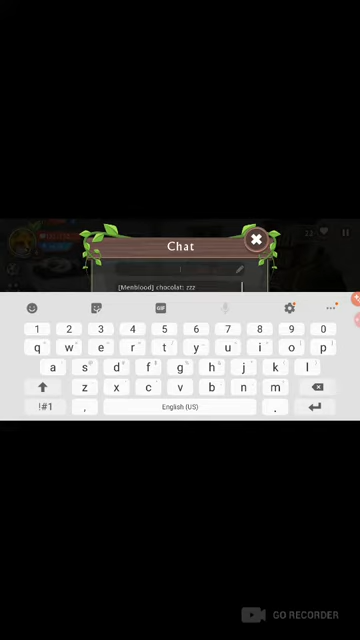 22
Chat
[Menblood] chocolat: zzz
GIF
1 2 3 4 5 6 7 8 9 0
q w e r t y u i o p
a s d f g h j k l
z x c v b n m
!#1 , English (US) .
GO RECORDER